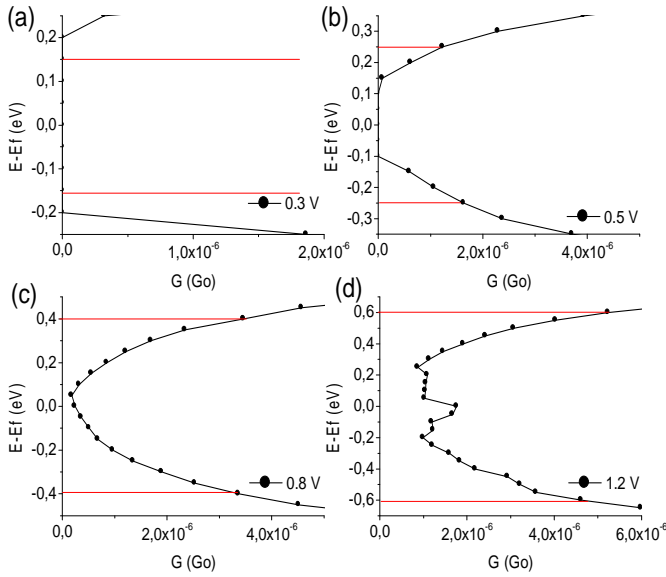 (a)
0,2
0,1
0,0
-0,1
-0,2
E-Ef (eV)
0.3 V
0,0 1,0x10⁻⁶ 2,0x10⁻⁶
G (Go)
(b)
0,3
0,2
0,1
0,0
-0,1
-0,2
-0,3
E-Ef (eV)
0.5 V
0,0 2,0x10⁻⁶ 4,0x10⁻⁶
G (Go)
(c)
0,4
0,2
0,0
-0,2
-0,4
E-Ef (eV)
0.8 V
0,0 2,0x10⁻⁶ 4,0x10⁻⁶
G (Go)
(d)
0,6
0,4
0,2
0,0
-0,2
-0,4
-0,6
E-Ef (eV)
1.2 V
0,0 2,0x10⁻⁶ 4,0x10⁻⁶ 6,0x10⁻⁶
G (Go)